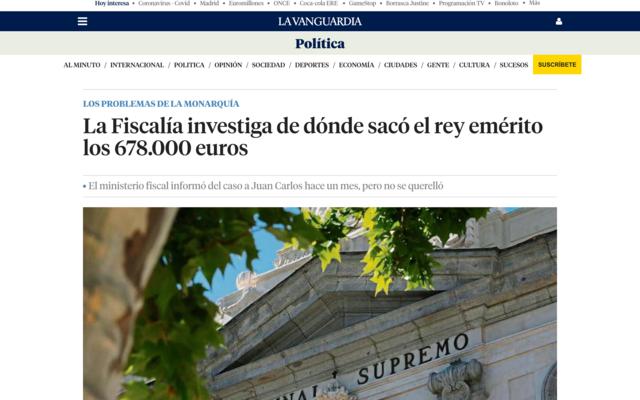 Hoy interesa • Coronavirus - Covid • Madrid • Euromillones • ONCE • Coca-cola ERE • GameStop • Borrasca Justine • Programación TV • Bonoloto • Más
LA VANGUARDIA
Política
AL MINUTO / INTERNACIONAL / POLITICA / OPINIÓN / SOCIEDAD / DEPORTES / ECONOMÍA / CIUDADES / GENTE / CULTURA / SUCESOS SUSCRÍBETE
LOS PROBLEMAS DE LA MONARQUÍA
La Fiscalía investiga de dónde sacó el rey emérito
los 678.000 euros
• El ministerio fiscal informó del caso a Juan Carlos hace un mes, pero no se querelló
SUPREMO